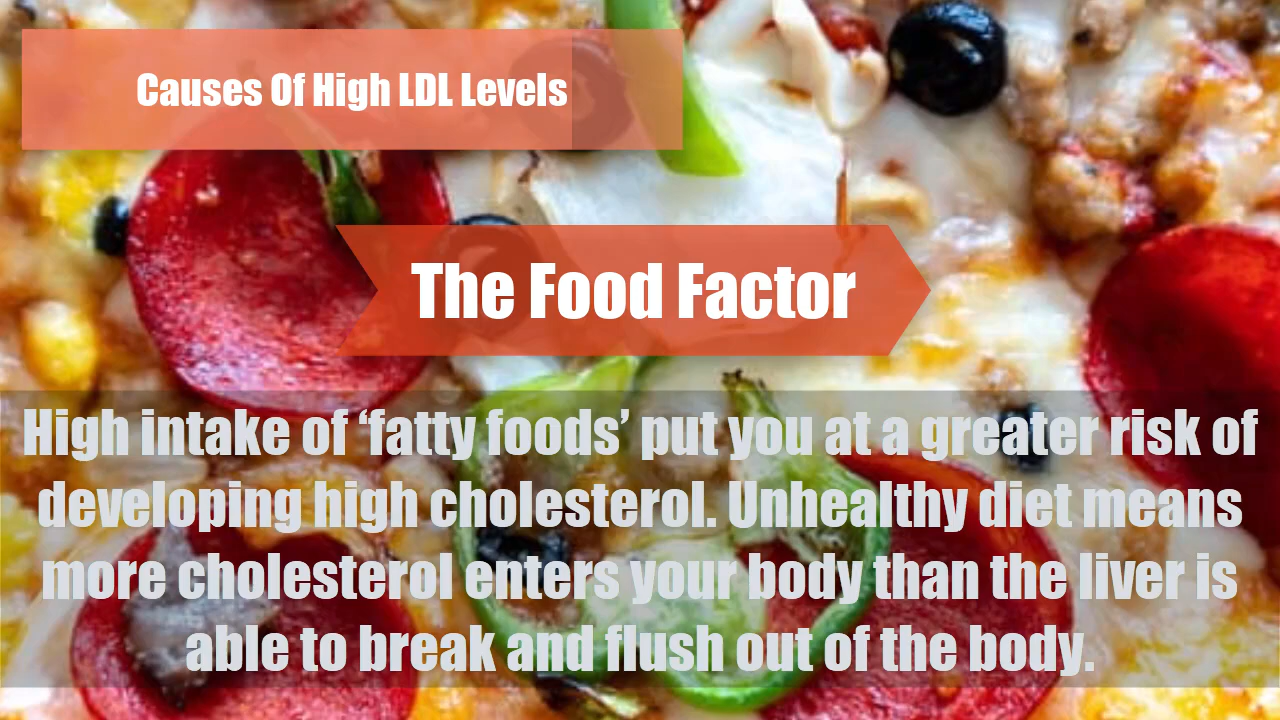 Causes Of High LDL Levels
The Food Factor
High intake of ‘fatty foods’ put you at a greater risk of
developing high cholesterol. Unhealthy diet means
more cholesterol enters your body than the liver is
able to break and flush out of the body.